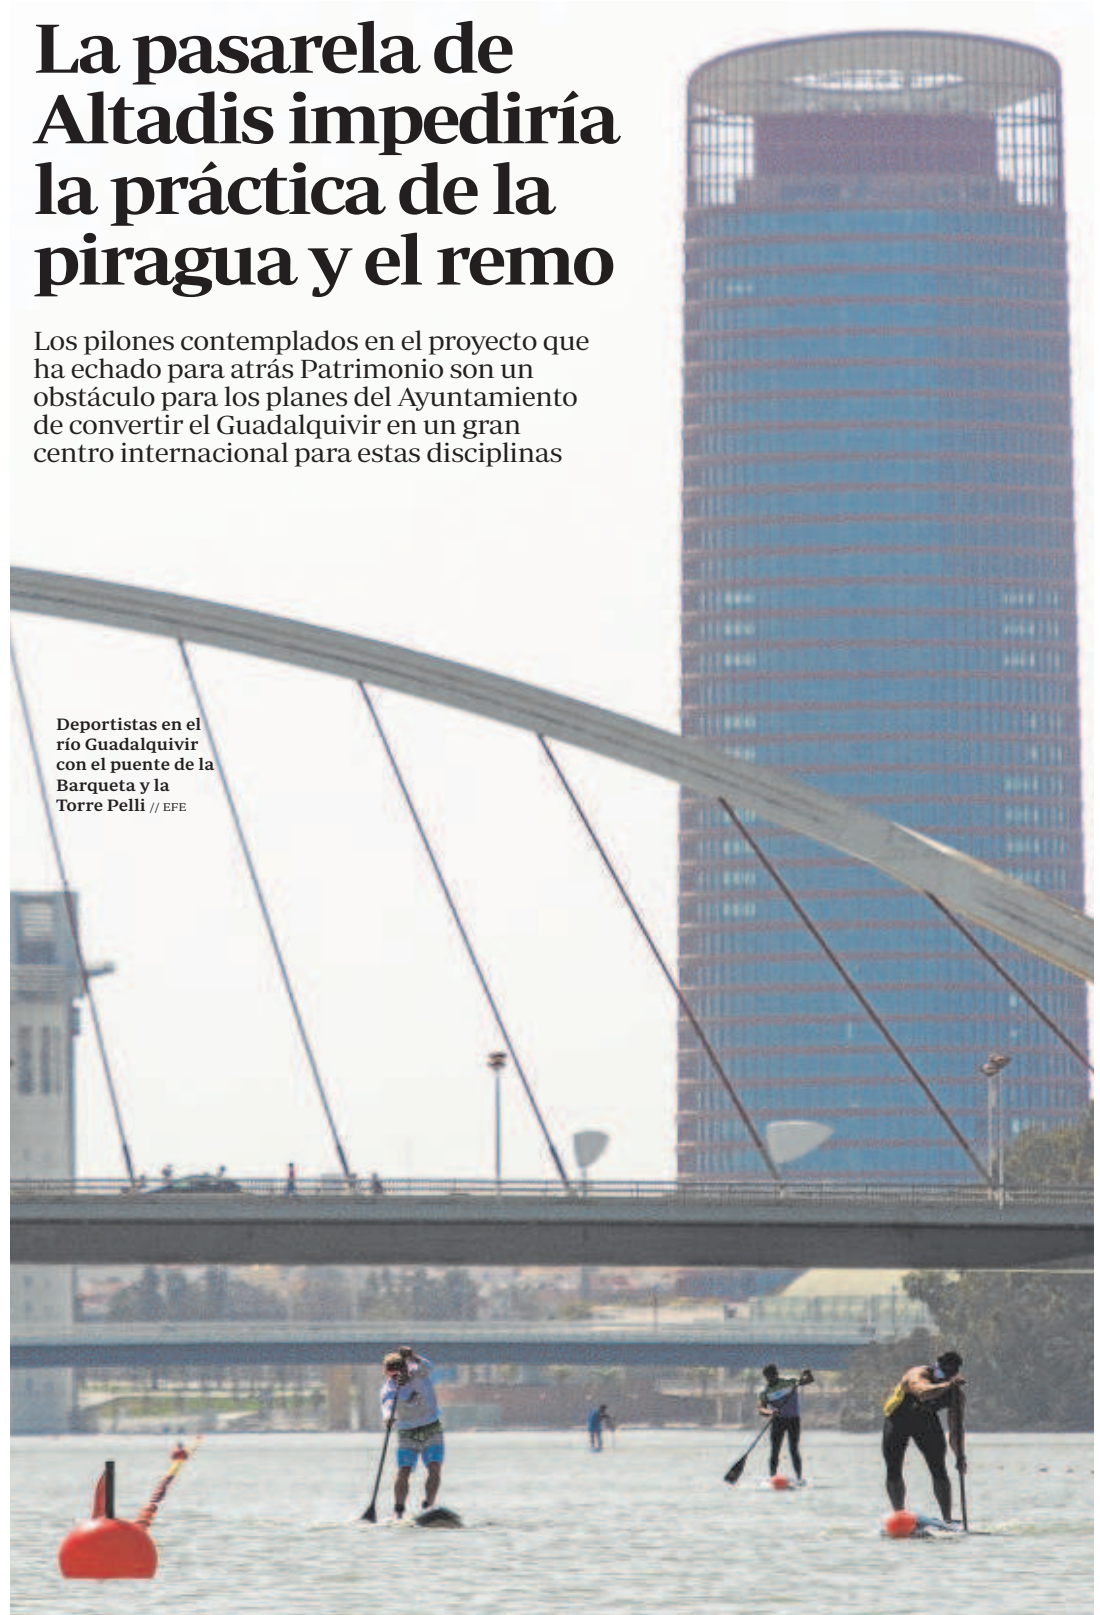 La pasarela de
Altadis impediría
la práctica de la
piragua y el remo
Los pilones contemplados en el proyecto que
ha echado para atrás Patrimonio son un
obstáculo para los planes del Ayuntamiento
de convertir el Guadalquivir en un gran
centro internacional para estas disciplinas
Deportistas en el
río Guadalquivir
con el puente de la
Barqueta y la
Torre Pelli // EFE